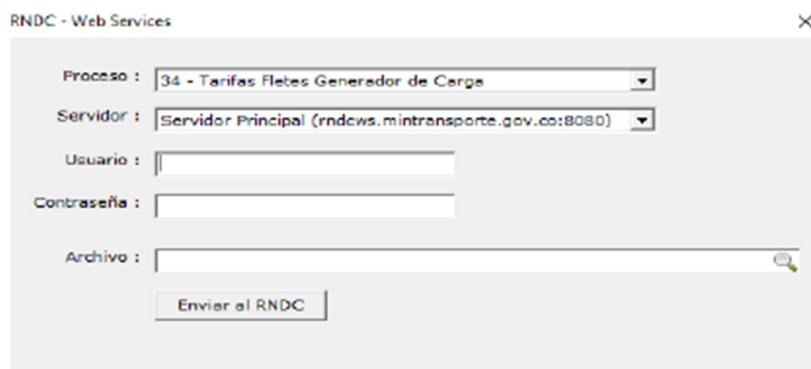 RNDC - Web Services
Proceso : 34 - Tarifas Fletes Generador de Carga
Servidor : Servidor Principal (rndcws.mintransporte.gov.co:8080)
Usuario :
Contraseña :
Archivo :
Enviar al RNDC